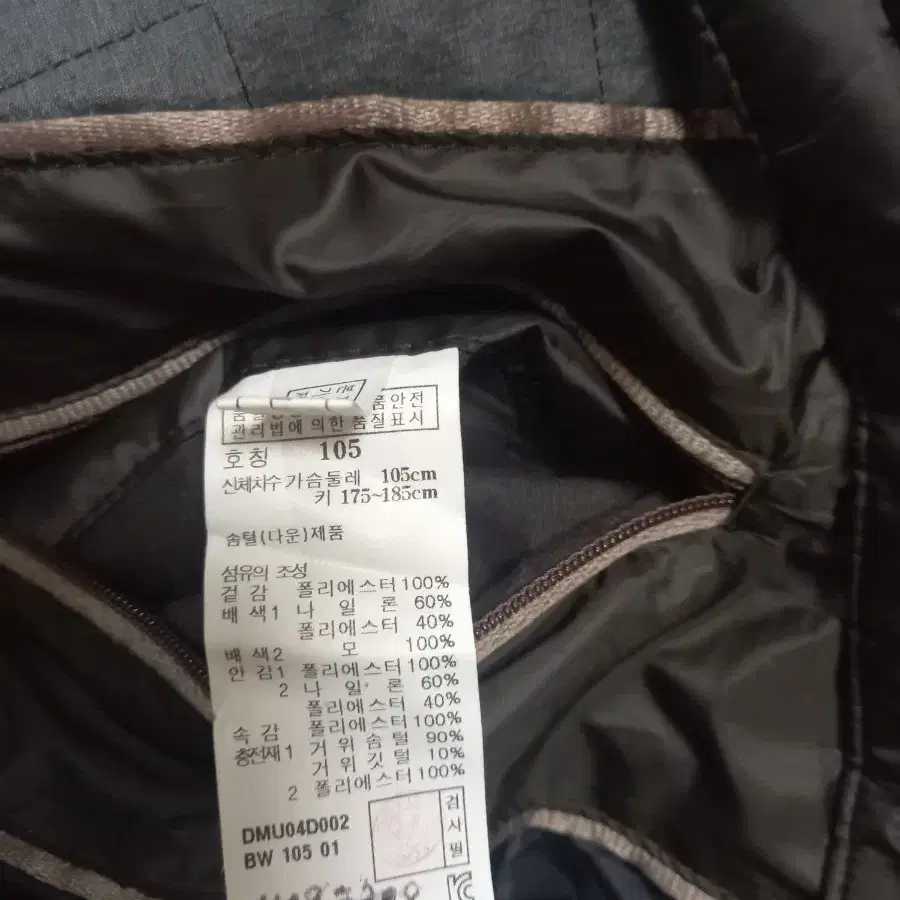 품안전
관리법에 의한 품질표시
호칭 105
신체치수 가슴둘레 105cm
키 175~185cm
솜털(다운)제품
섬유의 조성
겉감 폴리에스터 100%
배색1 나일론 60%
폴리에스터 40%
배색2 모 100%
안감1 폴리에스터 100%
2 나일론 60%
폴리에스터 40%
속감 폴리에스터 100%
충전재1 거위솜털 90%
거위깃털 10%
2 폴리에스터 100%
DMU04D002
BW 105 01
검사필